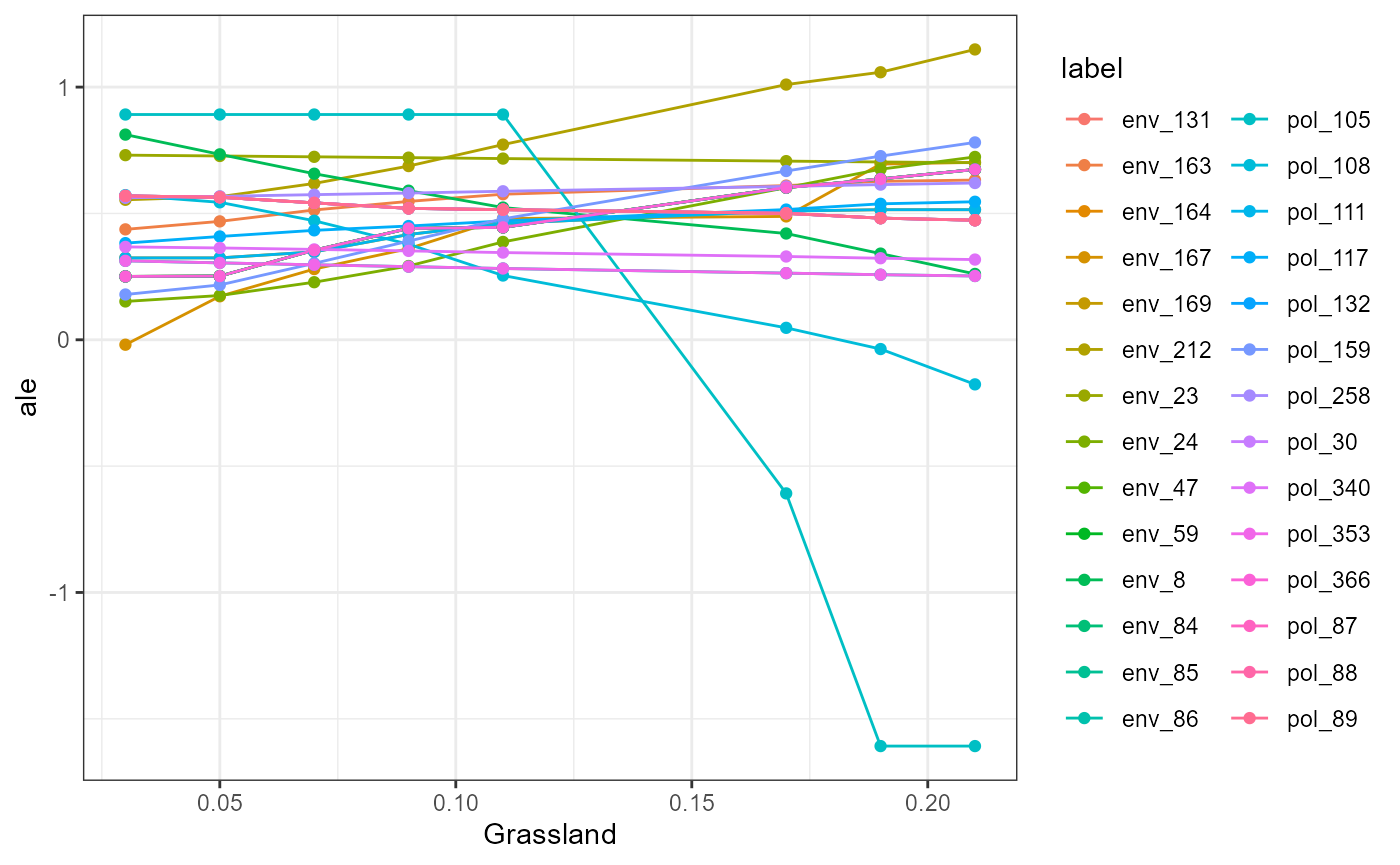 label
env_131 pol_105
env_163 pol_108
env_164 pol_111
env_167 pol_117
env_169 pol_132
env_212 pol_159
env_23 pol_258
env_24 pol_30
env_47 pol_340
env_59 pol_353
env_8 pol_366
env_84 pol_87
env_85 pol_88
env_86 pol_89
ale
1
0
-1
0.05 0.10 0.15 0.20
Grassland